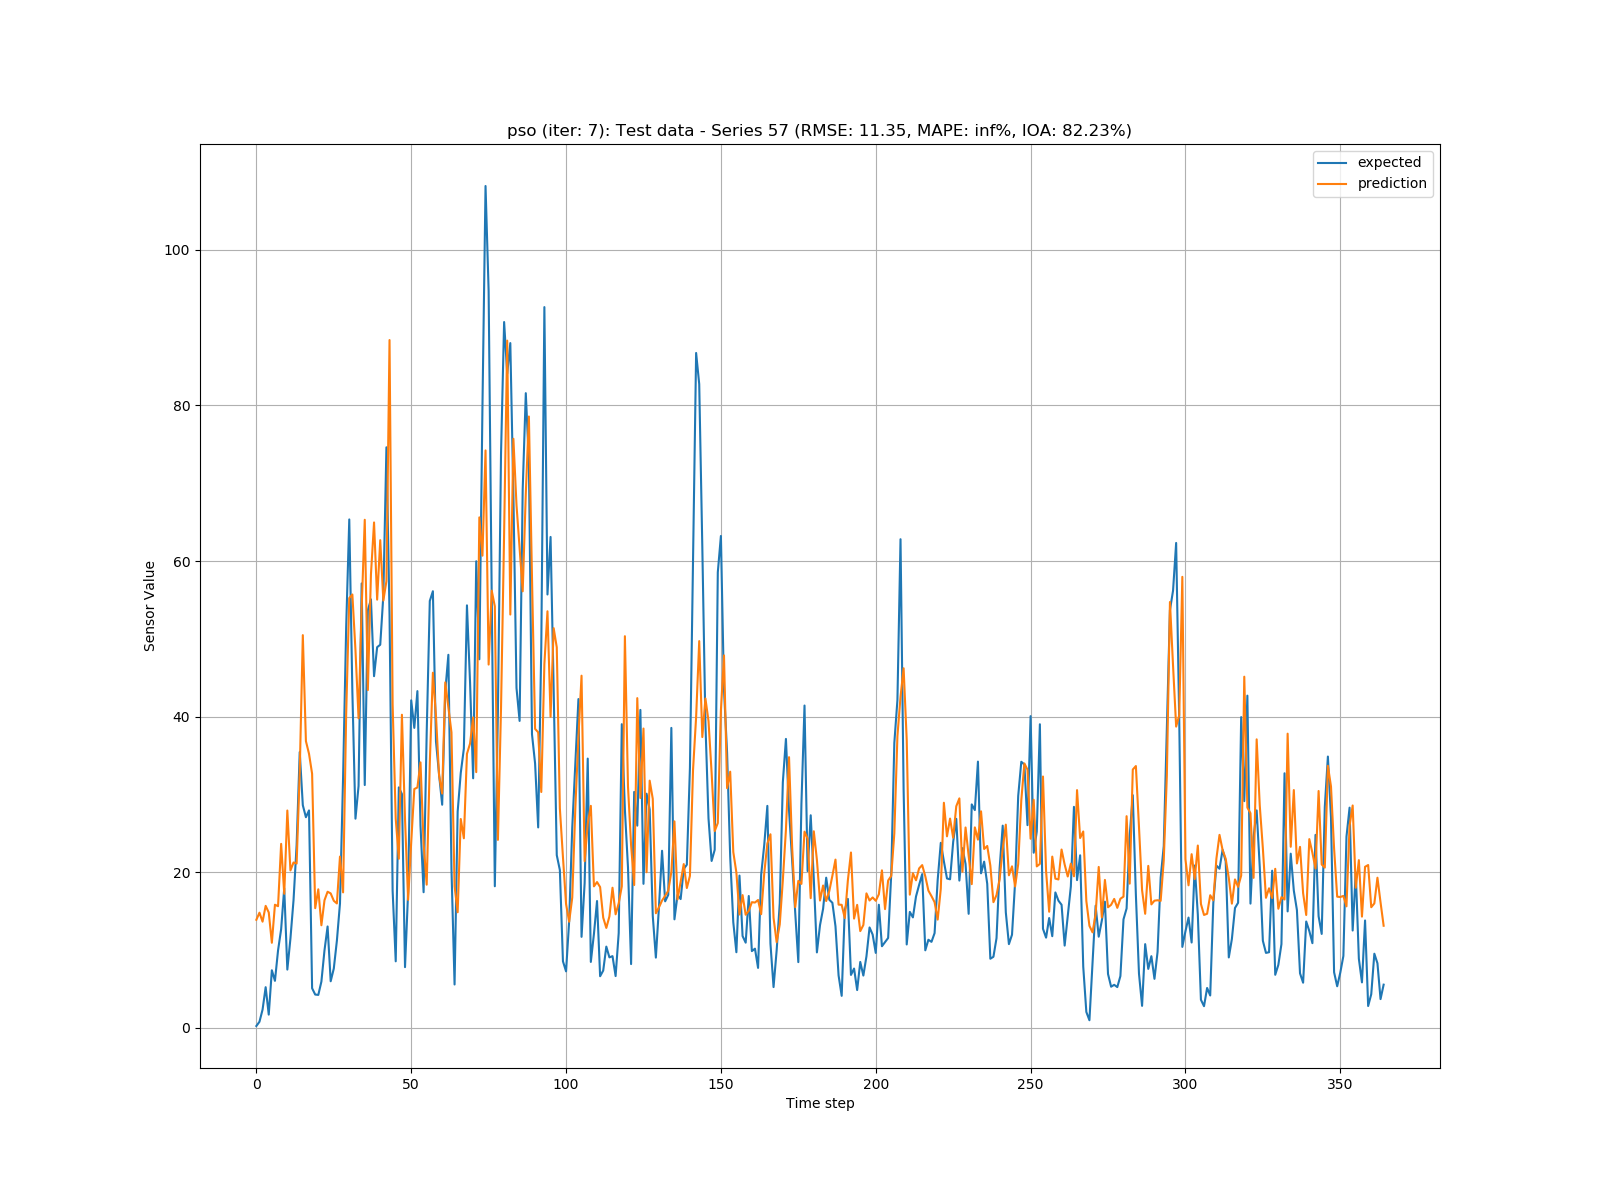 pso (iter: 7): Test data - Series 57 (RMSE: 11.35, MAPE: inf%, IOA: 82.23%)
expected
prediction
100
80
60
40
20
0
Sensor Value
0 50 100 150 200 250 300 350
Time step